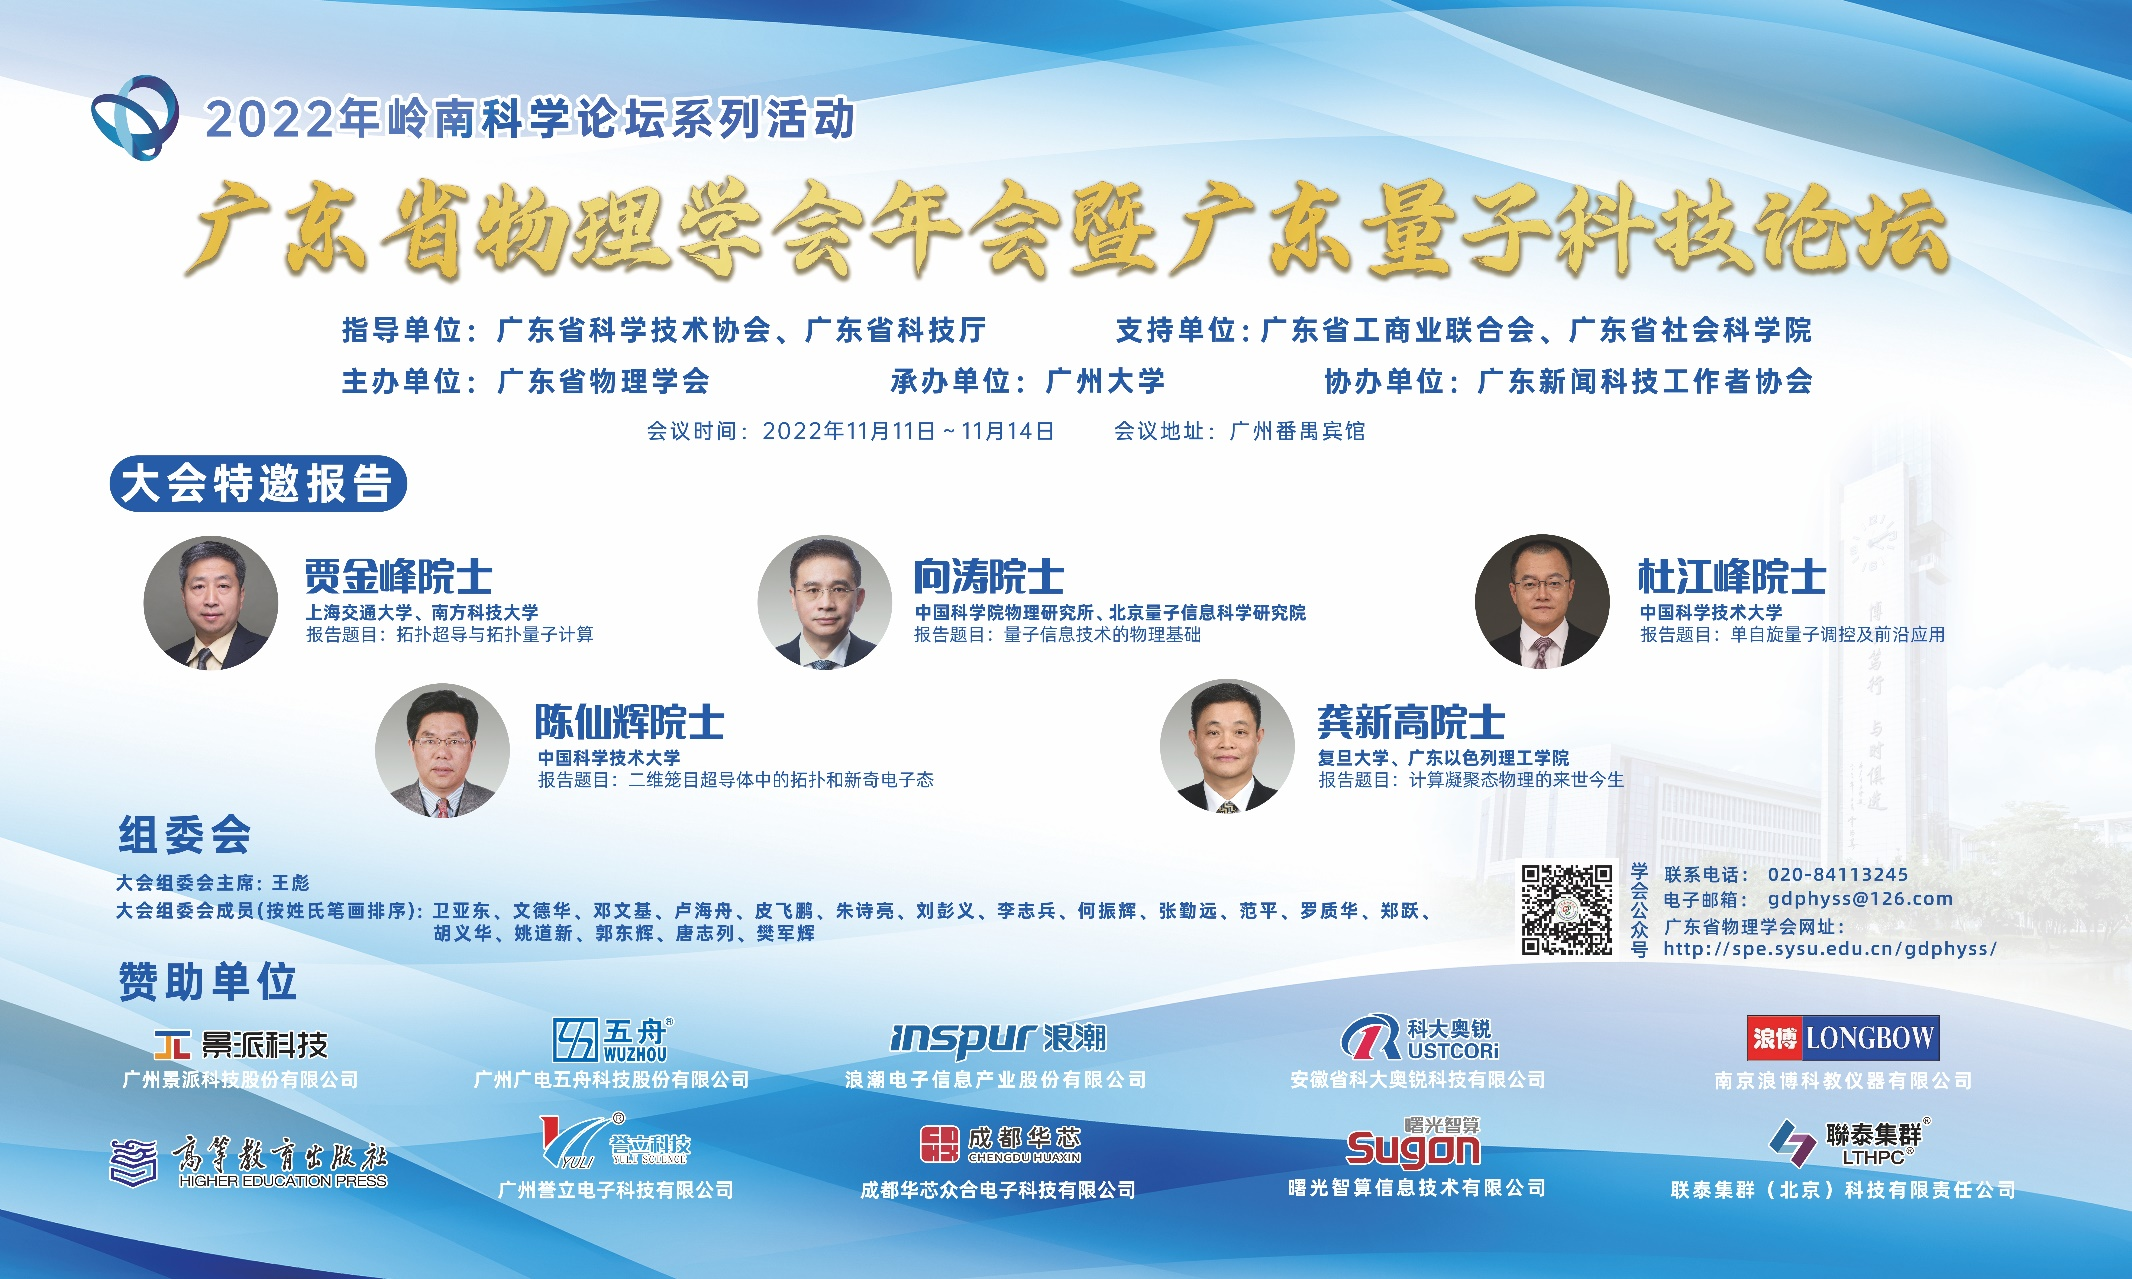 2022年岭南科学论坛系列活动
广东省物理学会年会暨广东量子科技论坛
指导单位：广东省科学技术协会、广东省科技厅 支持单位：广东省工商业联合会、广东省社会科学院
主办单位：广东省物理学会 承办单位：广州大学 协办单位：广东新闻科技工作者协会
会议时间：2022年11月11日~11月14日 会议地址：广州番禺宾馆
大会特邀报告
贾金峰院士
上海交通大学、南方科技大学
报告题目：拓扑超导与拓扑量子计算
向涛院士
中国科学院物理研究所、北京量子信息科学研究院
报告题目：量子信息技术的物理基础
杜江峰院士
中国科学技术大学
报告题目：单自旋量子调控及前沿应用
陈仙辉院士
中国科学技术大学
报告题目：二维笼目超导体中的拓扑和新奇电子态
龚新高院士
复旦大学、广东以色列理工学院
报告题目：计算凝聚态物理的来世今生
博 笃行 与时俱进
组委会
大会组委会主席：王彪
大会组委会成员(按姓氏笔画排序)：卫亚东、文德华、邓文基、卢海舟、皮飞鹏、朱诗亮、刘彭义、李志兵、何振辉、张勤远、范平、罗质华、郑跃、
胡义华、姚道新、郭东辉、唐志列、樊军辉
学会公众号
联系电话： 020-84113245
电子邮箱： gdphyss@126.com
广东省物理学会网址：
http://spe.sysu.edu.cn/gdphyss/
赞助单位
景派科技
广州景派科技股份有限公司
五舟®
WUZHOU
广州广电五舟科技股份有限公司
inspur 浪潮
浪潮电子信息产业股份有限公司
科大奥锐
USTCORi
安徽省科大奥锐科技有限公司
浪博 LONGBOW
南京浪博科教仪器有限公司
高等教育出版社
HIGHER EDUCATION PRESS
® 誉立科技
YULI YULI SCIENCE
广州誉立电子科技有限公司
CDHX 成都华芯
CHENGDU HUAXIN
成都华芯众合电子科技有限公司
曙光智算
Sugon
曙光智算信息技术有限公司
聯泰集群®
LTHPC®
联泰集群（北京）科技有限责任公司